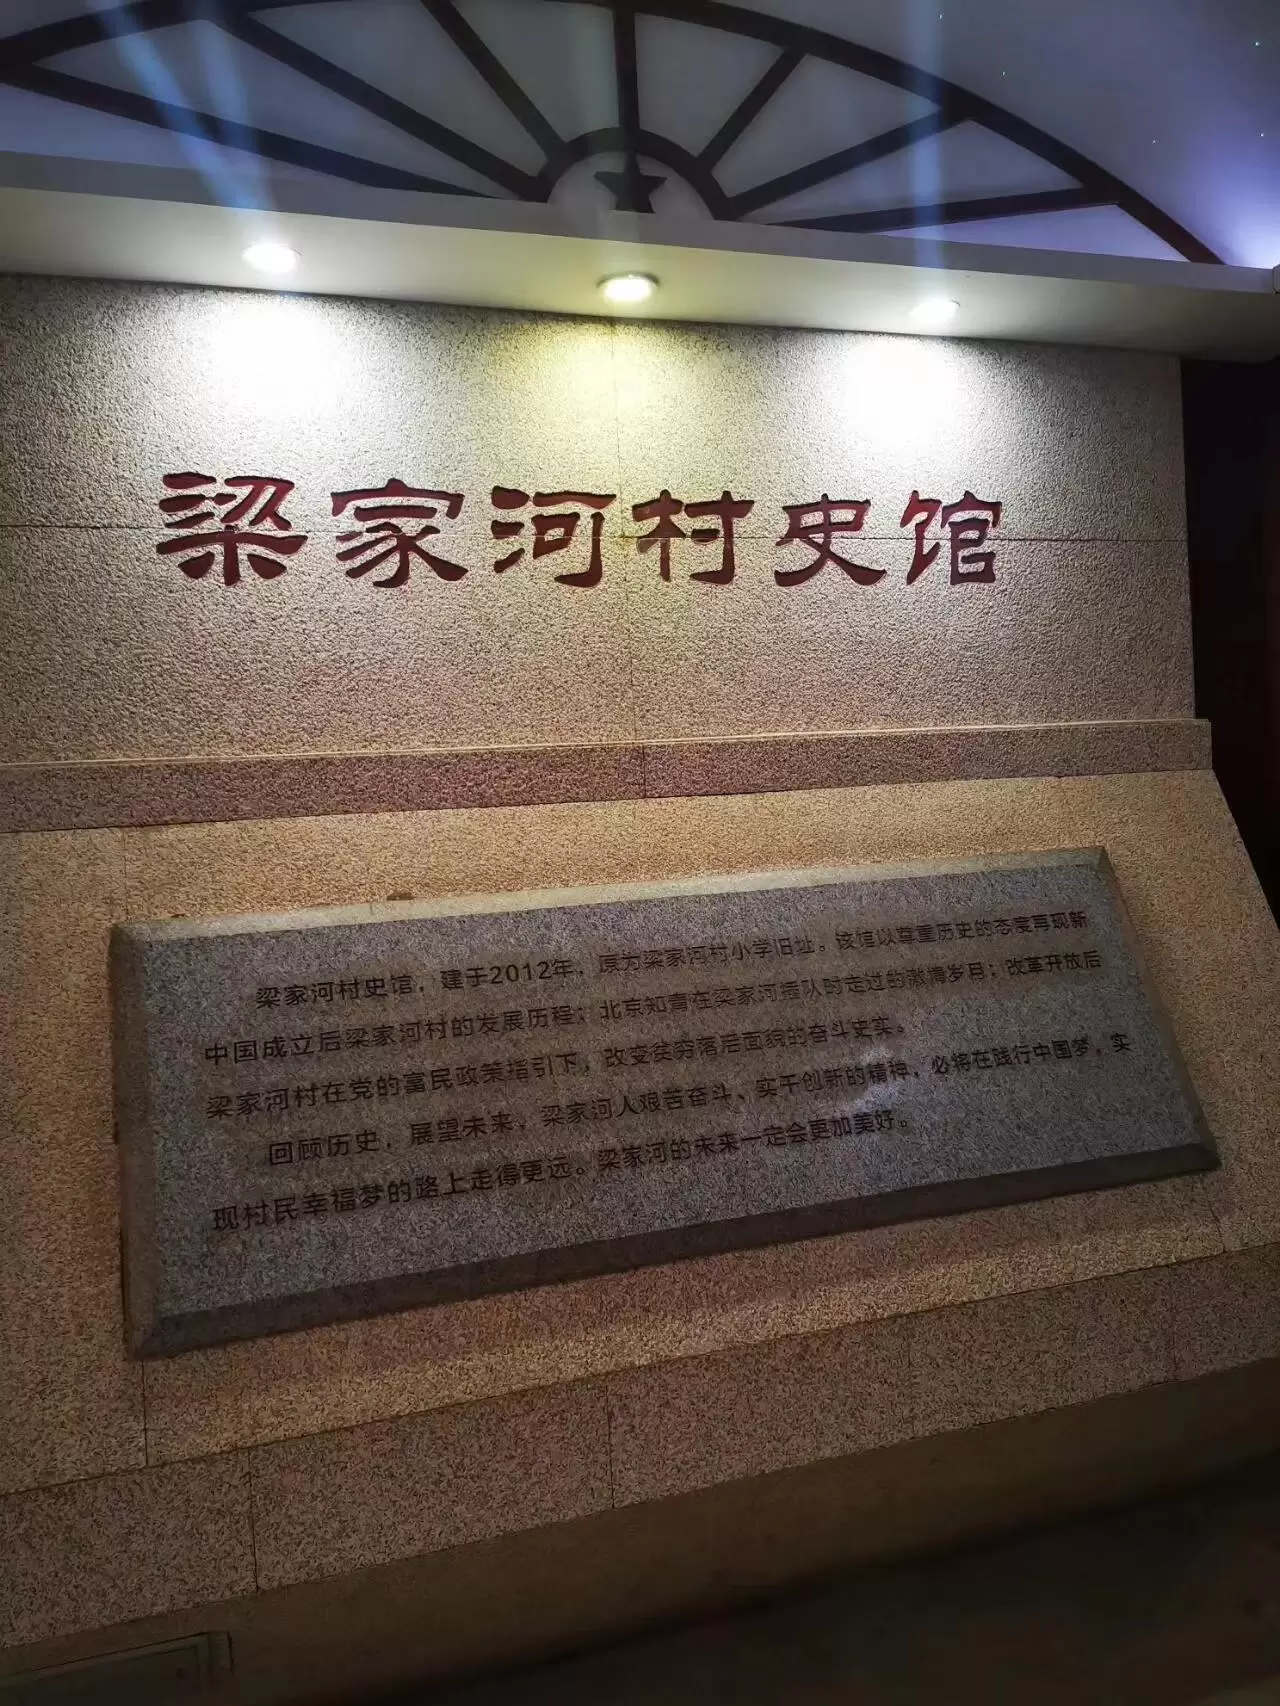 梁家河村史馆
梁家河村史馆，建于2012年，原为梁家河村小学旧址。该馆以尊重历史的态度再现新
中国成立后梁家河村的发展历程；北京知青在梁家河插队时走过的激情岁月；改革开放后
梁家河村在党的富民政策指引下，改变贫穷落后面貌的奋斗史实。
回顾历史，展望未来，梁家河人艰苦奋斗、实干创新的精神，必将在践行中国梦，实
现村民幸福梦的路上走得更远。梁家河的未来一定会更加美好。